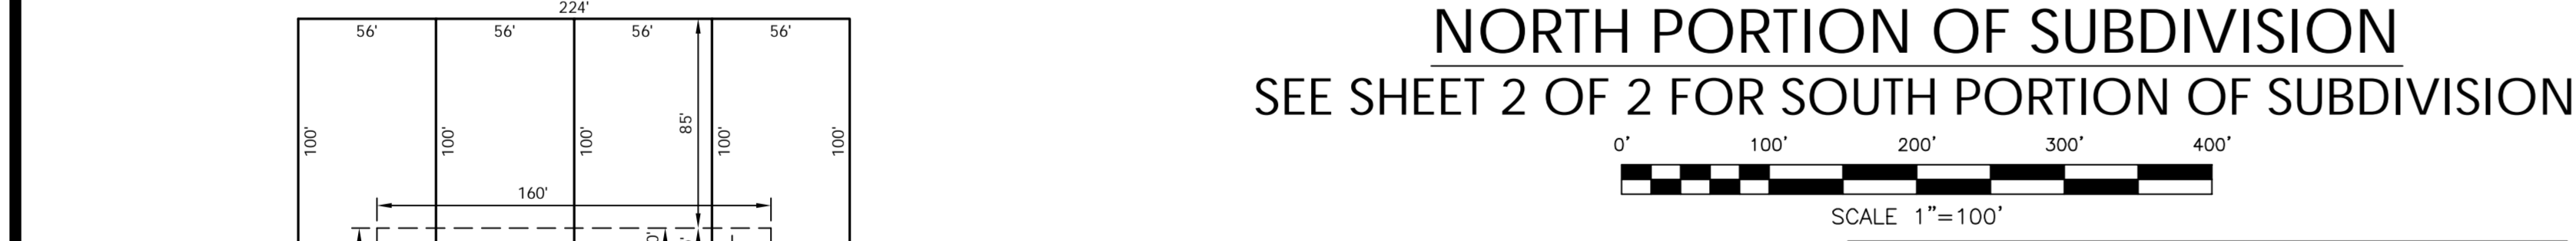 224'
56' 56' 56' 56'
100' 100' 100' 85' 100' 100'
160'
NORTH PORTION OF SUBDIVISION
SEE SHEET 2 OF 2 FOR SOUTH PORTION OF SUBDIVISION
0' 100' 200' 300' 400'
SCALE 1"=100'